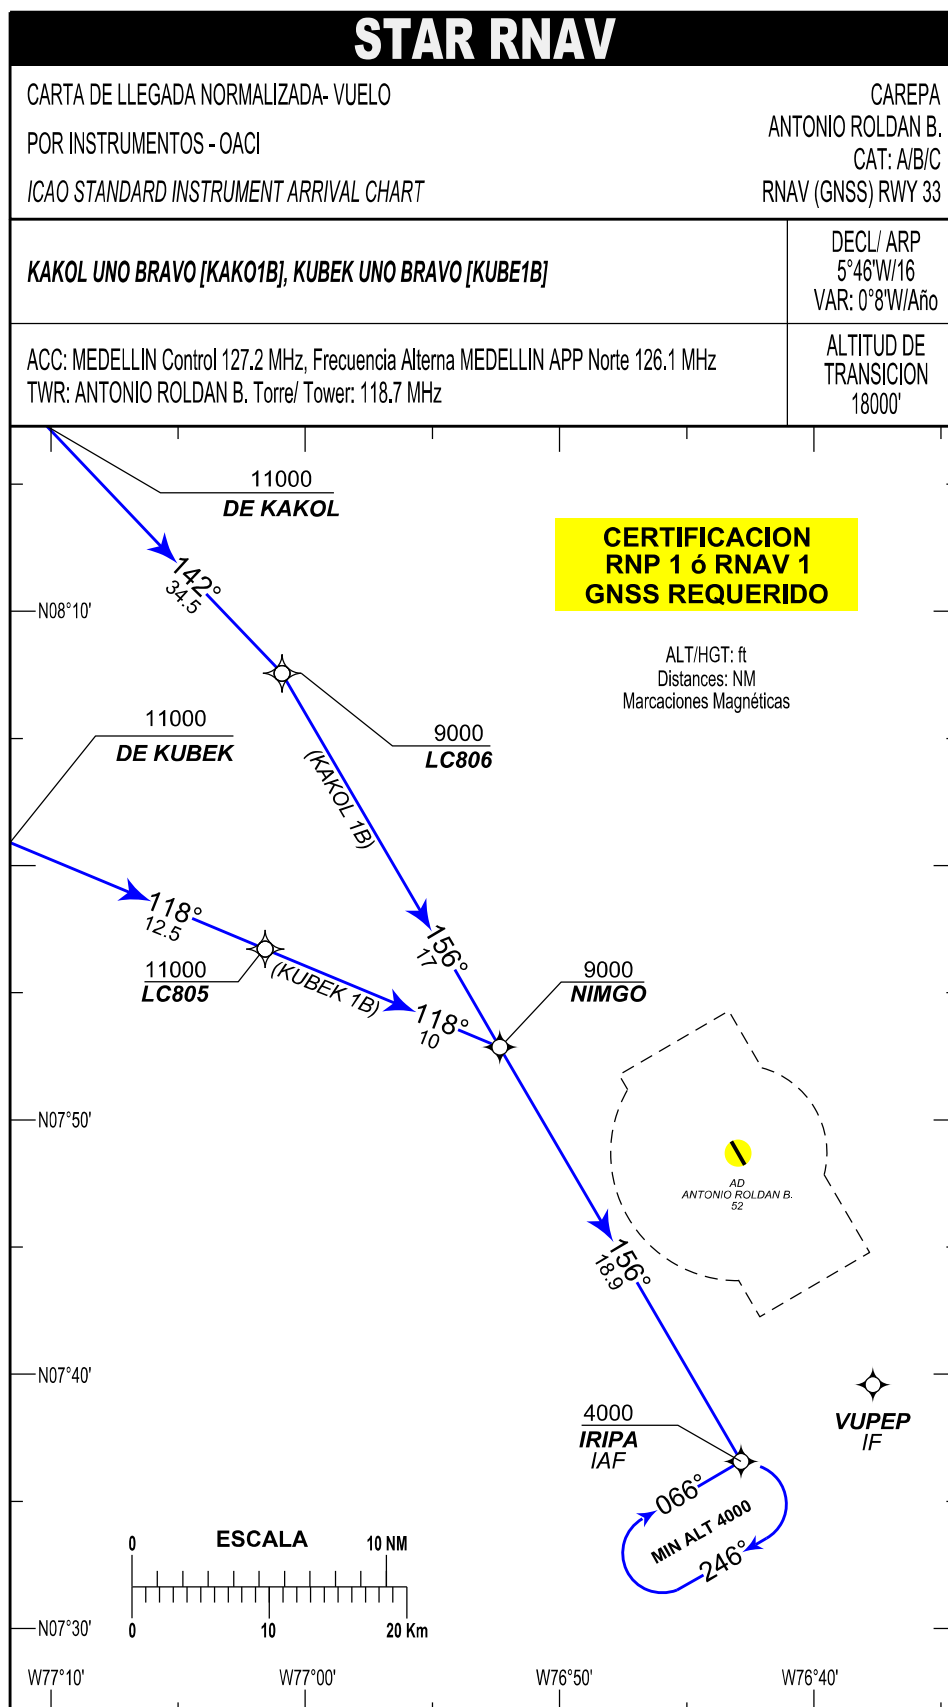 STAR RNAV
CARTA DE LLEGADA NORMALIZADA- VUELO
POR INSTRUMENTOS - OACI
ICAO STANDARD INSTRUMENT ARRIVAL CHART
CAREPA
ANTONIO ROLDAN B.
CAT: A/B/C
RNAV (GNSS) RWY 33
KAKOL UNO BRAVO [KAKO1B], KUBEK UNO BRAVO [KUBE1B]
DECL/ ARP
5°46'W/16
VAR: 0°8'W/Año
ACC: MEDELLIN Control 127.2 MHz, Frecuencia Alterna MEDELLIN APP Norte 126.1 MHz
TWR: ANTONIO ROLDAN B. Torre/ Tower: 118.7 MHz
ALTITUD DE
TRANSICION
18000'
11000
DE KAKOL
CERTIFICACION
RNP 1 ó RNAV 1
GNSS REQUERIDO
142°
34.5
N08°10'
ALT/HGT: ft
Distances: NM
Marcaciones Magnéticas
11000
DE KUBEK
9000
LC806
(KAKOL 1B)
118°
12.5
156°
17
11000
LC805
(KUBEK 1B)
9000
NIMGO
118°
10
N07°50'
AD
ANTONIO ROLDAN B.
52
156°
18.9
N07°40'
4000
IRIPA
IAF
VUPEP
IF
066°
MIN ALT 4000
246°
ESCALA
0
10 NM
0
10
20 Km
N07°30'
W77°10'
W77°00'
W76°50'
W76°40'